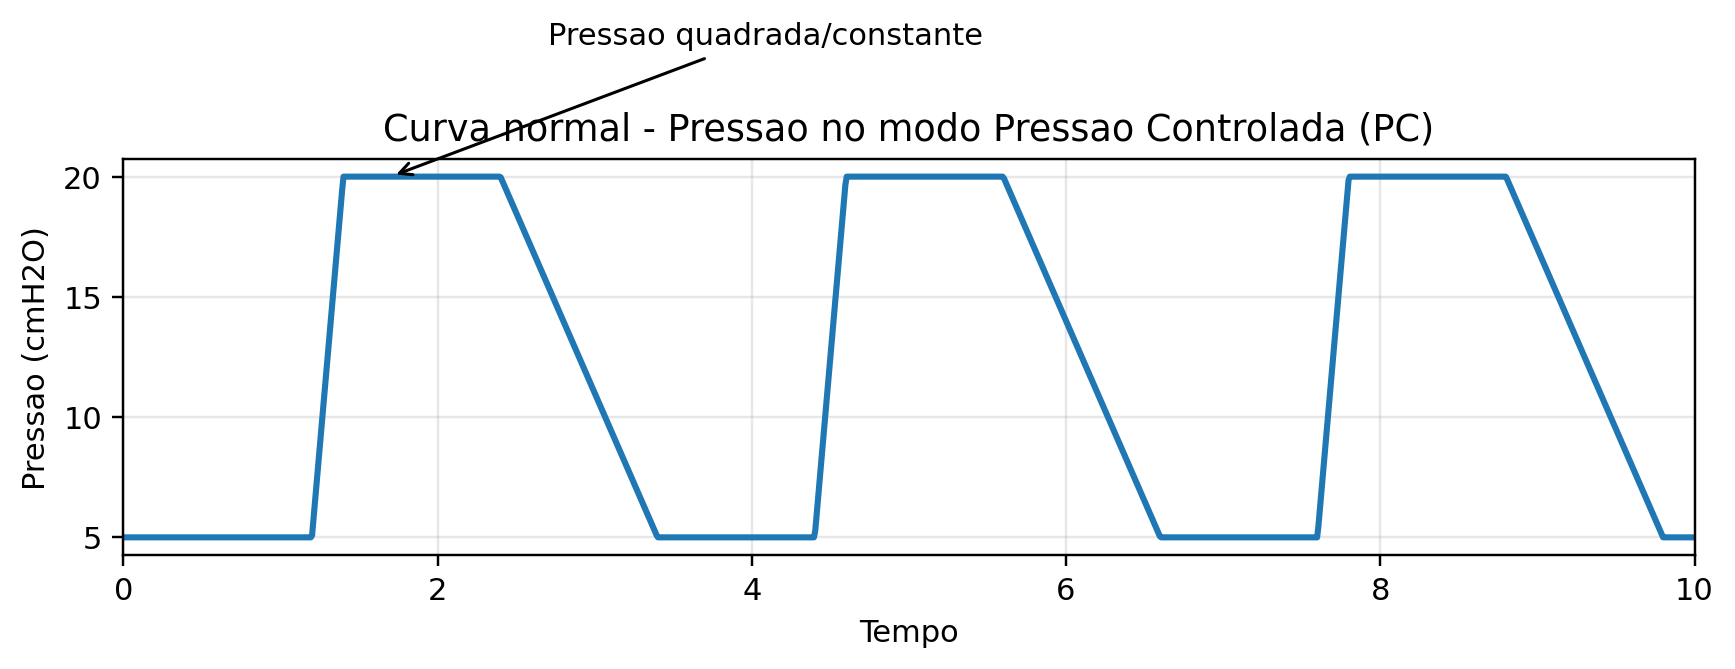 Pressao quadrada/constante
Curva normal - Pressao no modo Pressao Controlada (PC)
Pressao (cmH2O)
20
15
10
5
0 2 4 6 8 10
Tempo